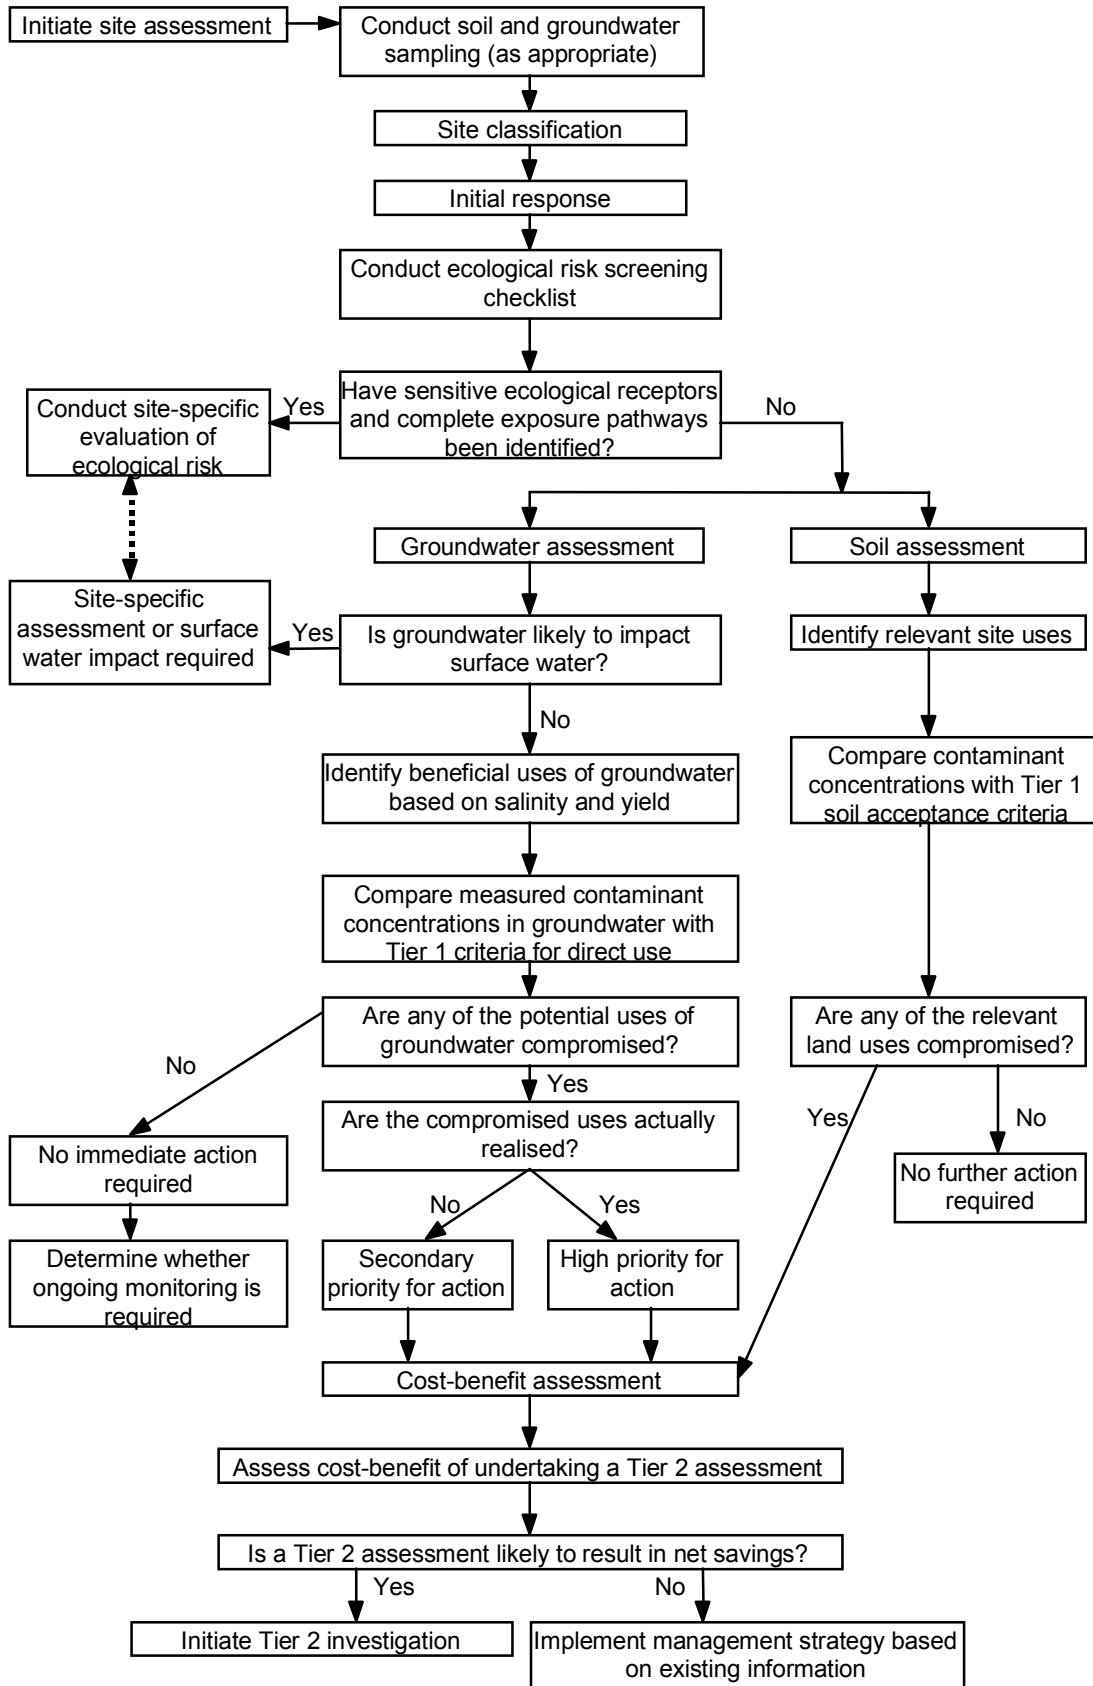 Initiate site assessment
Conduct soil and groundwater
sampling (as appropriate)
Site classification
Initial response
Conduct ecological risk screening
checklist
Have sensitive ecological receptors
and complete exposure pathways
been identified?
Yes
No
Conduct site-specific
evaluation of
ecological risk
Groundwater assessment
Soil assessment
Site-specific
assessment or surface
water impact required
Yes
Is groundwater likely to impact
surface water?
Identify relevant site uses
No
Identify beneficial uses of groundwater
based on salinity and yield
Compare contaminant
concentrations with Tier 1
soil acceptance criteria
Compare measured contaminant
concentrations in groundwater with
Tier 1 criteria for direct use
Are any of the potential uses of
groundwater compromised?
Are any of the relevant
land uses compromised?
No
Yes
Yes
No
Are the compromised uses actually
realised?
No immediate action
required
No further action
required
No
Yes
Determine whether
ongoing monitoring is
required
Secondary
priority for action
High priority for
action
Cost-benefit assessment
Assess cost-benefit of undertaking a Tier 2 assessment
Is a Tier 2 assessment likely to result in net savings?
Yes
No
Initiate Tier 2 investigation
Implement management strategy based
on existing information